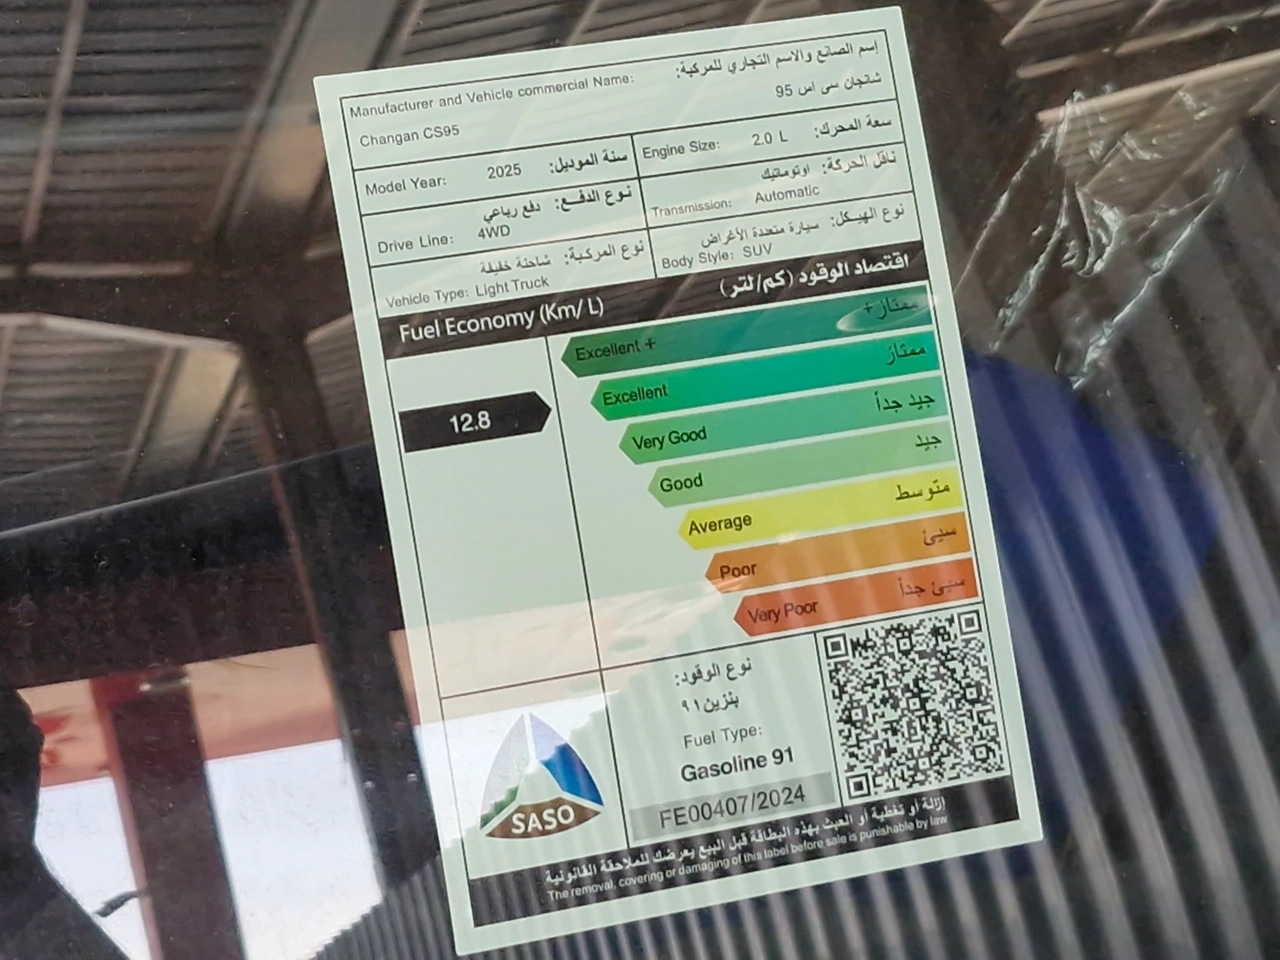 إسم الصانع والاسم التجاري للمركبة:
Manufacturer and Vehicle commercial Name:
شانجان سى اس 95
Changan CS95
Model Year: 2025 سنة الموديل:
Engine Size: 2.0 L سعة المحرك:
نوع الدفع: دفع رباعي
Drive Line: 4WD
ناقل الحركة: اوتوماتيك
Transmission: Automatic
نوع المركبة: شاحنة خفيفة
Vehicle Type: Light Truck
نوع الهيكل: سيارة متعددة الأغراض
Body Style: SUV
Fuel Economy (Km/ L) اقتصاد الوقود (كم/لتر)
Excellent + ممتاز+
Excellent ممتاز
12.8
Very Good جيد جداً
Good جيد
Average متوسط
Poor سيئ
Very Poor سيئ جداً
نوع الوقود:
بنزين٩١
Fuel Type:
Gasoline 91
FE00407/2024
SASO
إزالة أو تغطية أو العبث بهذه البطاقة قبل البيع يعرضك للملاحقة القانونية
The removal, covering or damaging of this label before sale is punishable by law